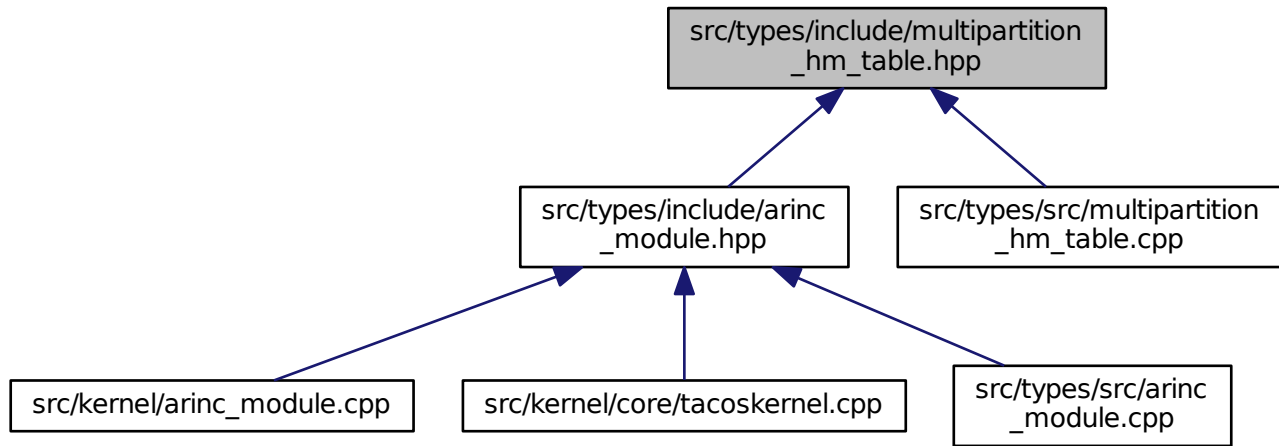 src/types/include/multipartition
_hm_table.hpp
src/types/include/arinc
_module.hpp
src/types/src/multipartition
_hm_table.cpp
src/kernel/arinc_module.cpp
src/kernel/core/tacoskernel.cpp
src/types/src/arinc
_module.cpp